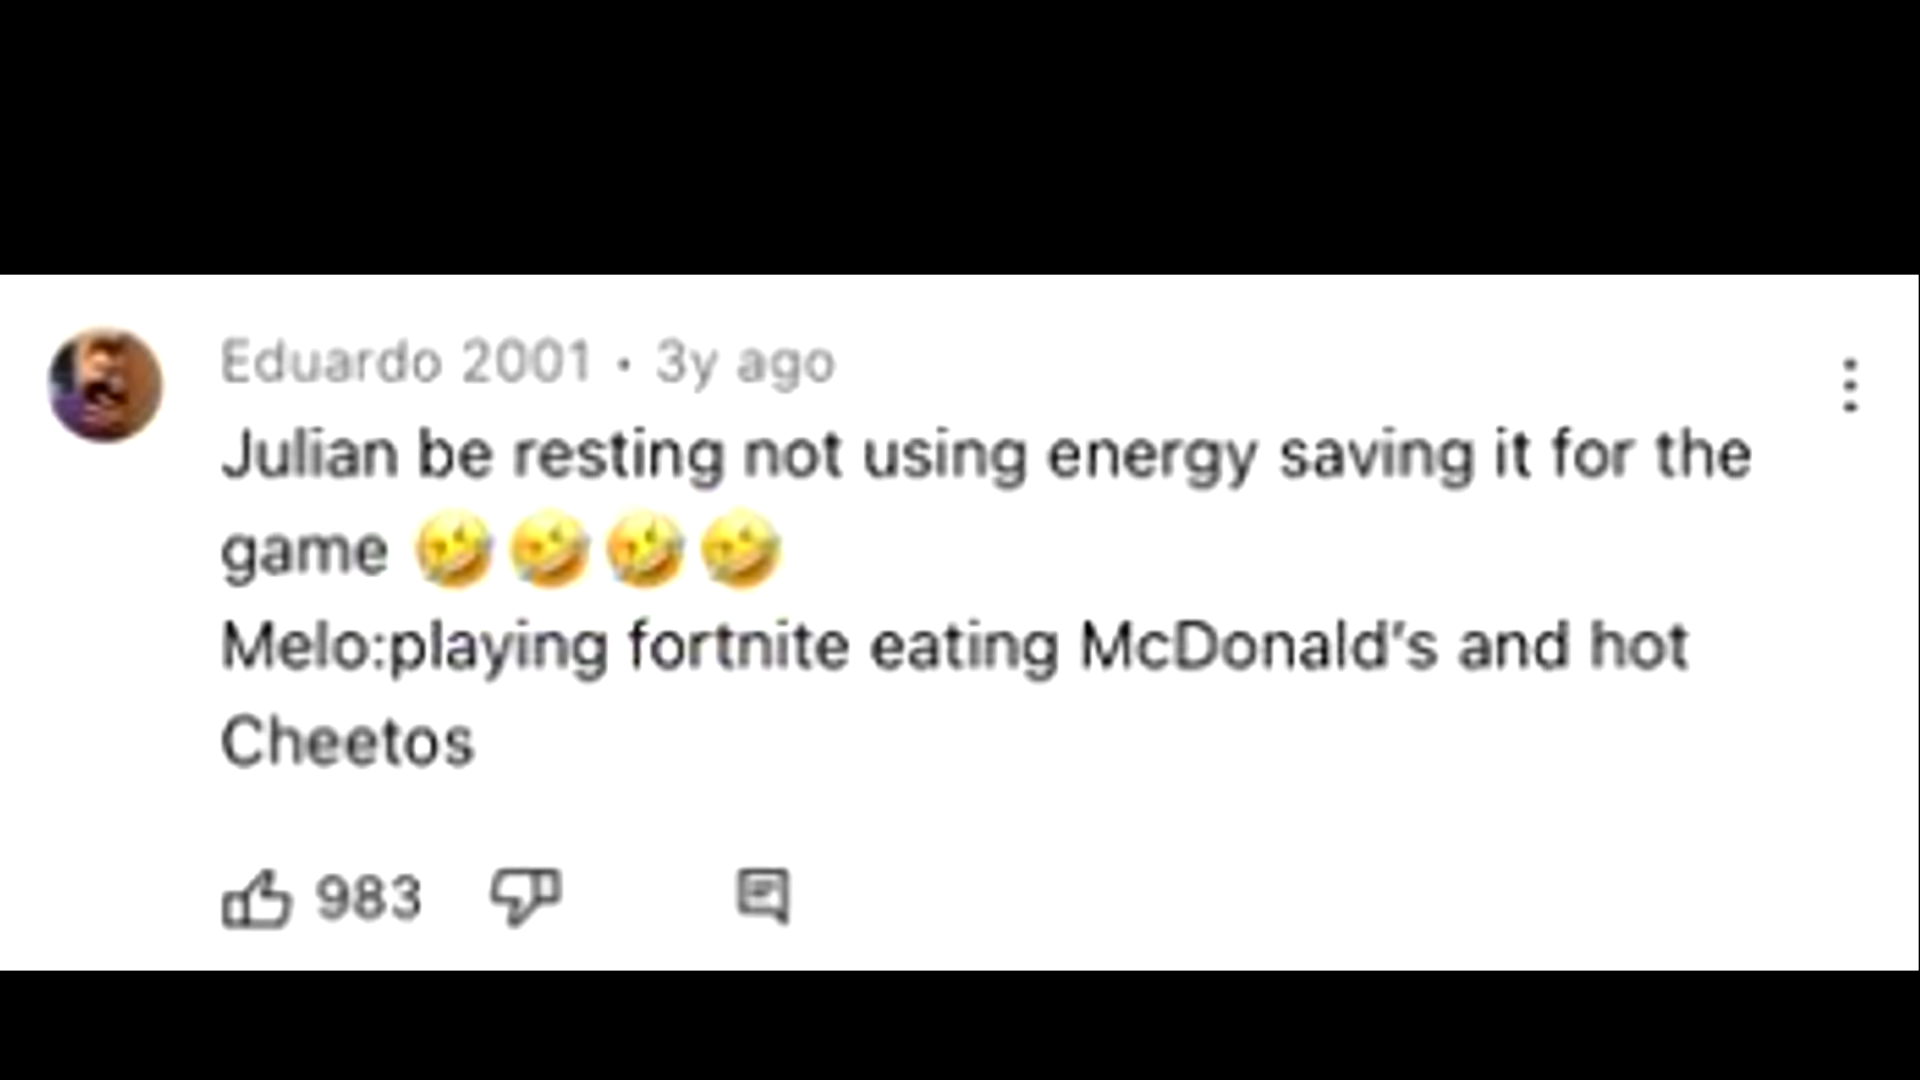 Eduardo 2001 • 3y ago
Julian be resting not using energy saving it for the
game 🤣🤣🤣🤣
Melo:playing fortnite eating McDonald's and hot
Cheetos
983